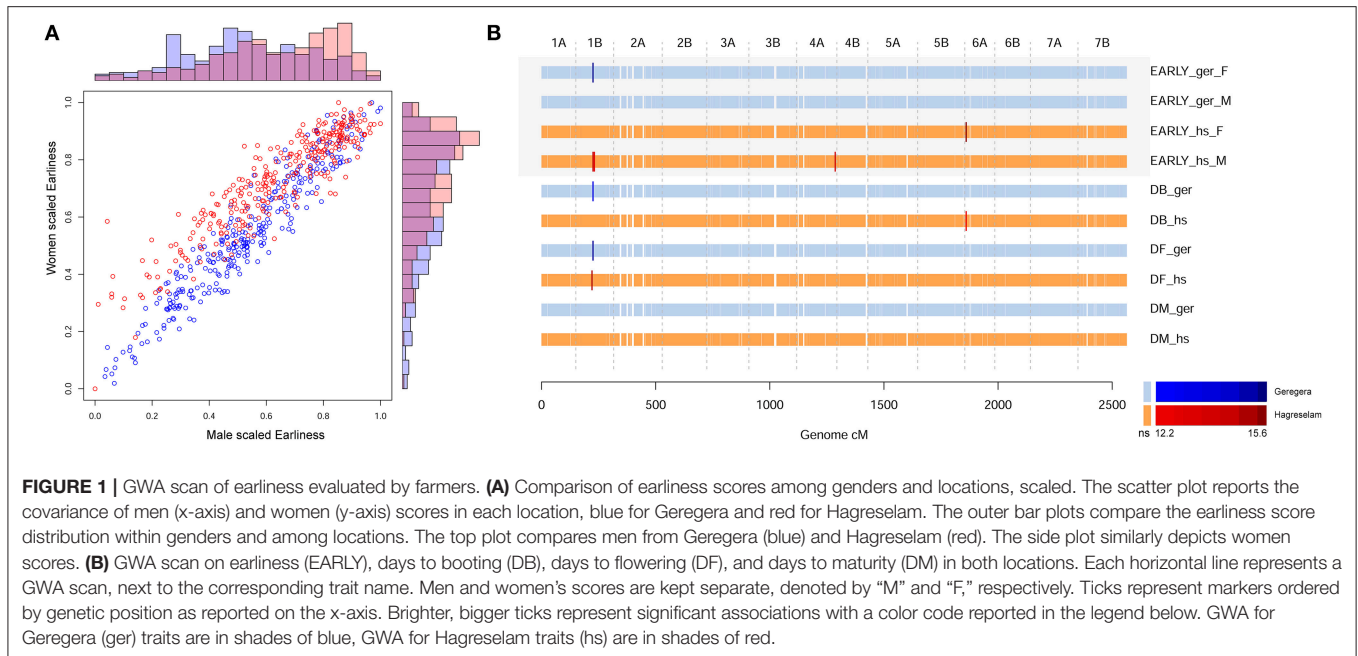 A
B
1A 1B 2A 2B 3A 3B 4A 4B 5A 5B 6A 6B 7A 7B
EARLY_ger_F
EARLY_ger_M
EARLY_hs_F
EARLY_hs_M
DB_ger
DB_hs
DF_ger
DF_hs
DM_ger
DM_hs
Women scaled Earliness
1.0
0.8
0.6
0.4
0.2
0.0
0.0 0.2 0.4 0.6 0.8 1.0
Male scaled Earliness
0 500 1000 1500 2000 2500
Genome cM
Geregera
Hagreselam
ns 12.2 15.6
FIGURE 1 | GWA scan of earliness evaluated by farmers. (A) Comparison of earliness scores among genders and locations, scaled. The scatter plot reports the
covariance of men (x-axis) and women (y-axis) scores in each location, blue for Geregera and red for Hagreselam. The outer bar plots compare the earliness score
distribution within genders and among locations. The top plot compares men from Geregera (blue) and Hagreselam (red). The side plot similarly depicts women
scores. (B) GWA scan on earliness (EARLY), days to booting (DB), days to flowering (DF), and days to maturity (DM) in both locations. Each horizontal line represents a
GWA scan, next to the corresponding trait name. Men and women's scores are kept separate, denoted by “M” and “F,” respectively. Ticks represent markers ordered
by genetic position as reported on the x-axis. Brighter, bigger ticks represent significant associations with a color code reported in the legend below. GWA for
Geregera (ger) traits are in shades of blue, GWA for Hagreselam traits (hs) are in shades of red.